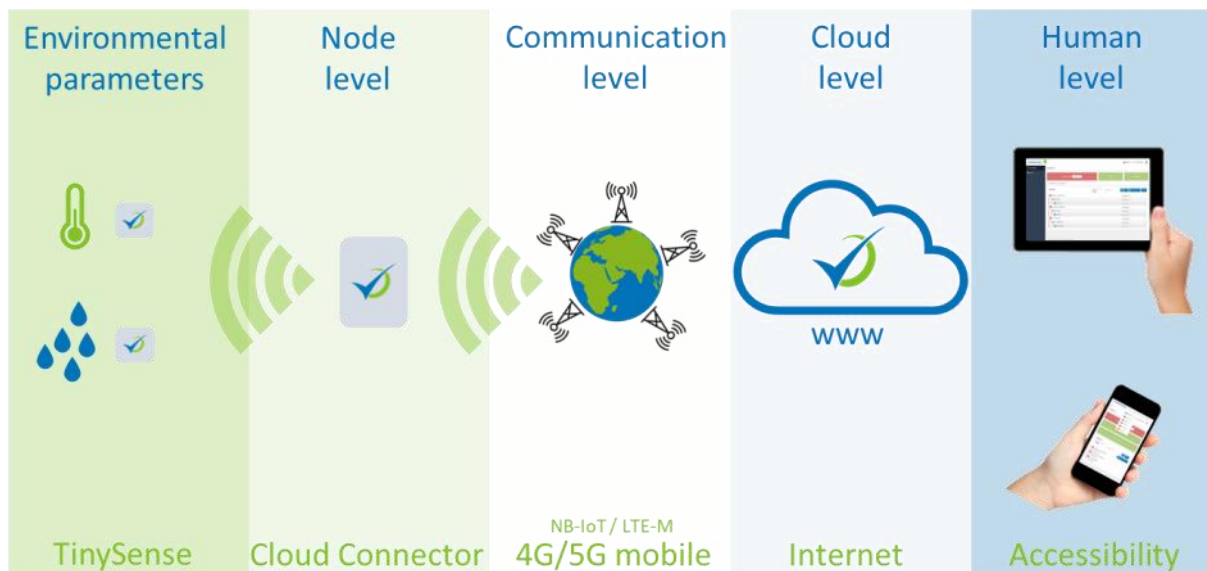 Environmental
parameters
Node
level
Communication
level
Cloud
level
Human
level
www
TinySense
Cloud Connector
NB-IoT / LTE-M
4G/5G mobile
Internet
Accessibility